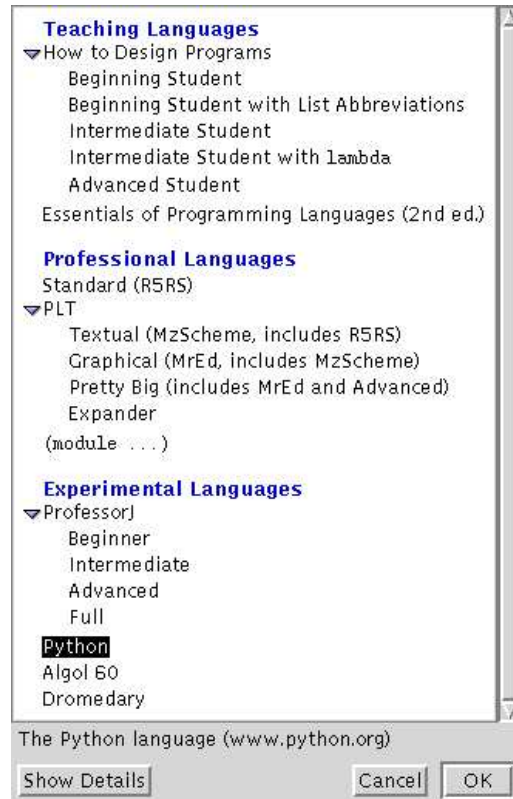 Teaching Languages
How to Design Programs
Beginning Student
Beginning Student with List Abbreviations
Intermediate Student
Intermediate Student with lambda
Advanced Student
Essentials of Programming Languages (2nd ed.)
Professional Languages
Standard (R5RS)
PLT
Textual (MzScheme, includes R5RS)
Graphical (MrEd, includes MzScheme)
Pretty Big (includes MrEd and Advanced)
Expander
(module ...)
Experimental Languages
ProfessorJ
Beginner
Intermediate
Advanced
Full
Python
Algol 60
Dromedary
The Python language (www.python.org)
Show Details Cancel OK